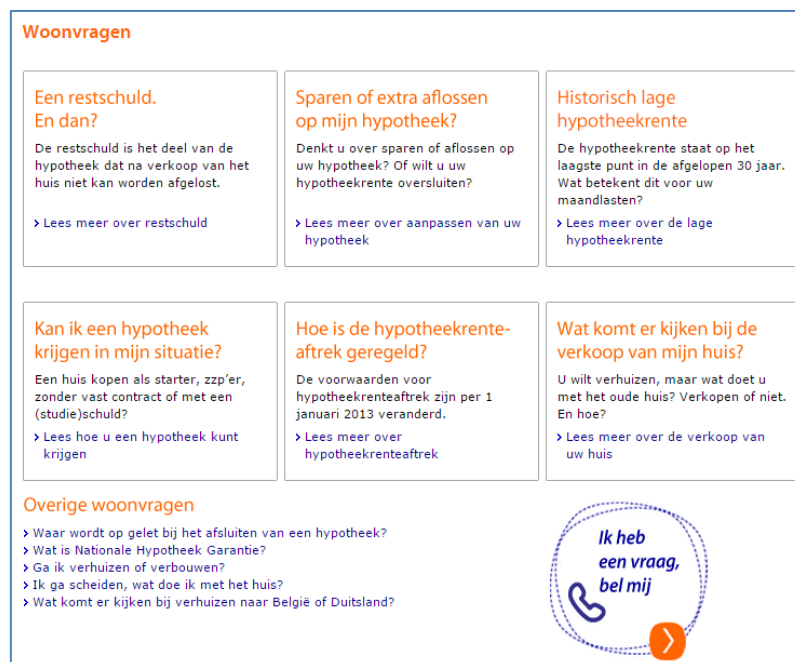 Woonvragen
Een restschuld.
En dan?
De restschuld is het deel van de
hypotheek dat na verkoop van het
huis niet kan worden afgelost.
Lees meer over restschuld
Sparen of extra aflossen
op mijn hypotheek?
Denkt u over sparen of aflossen op
uw hypotheek? Of wilt u uw
hypotheekrente oversluiten?
Lees meer over aanpassen van uw
hypotheek
Historisch lage
hypotheekrente
De hypotheekrente staat op het
laagste punt in de afgelopen 30 jaar.
Wat betekent dit voor uw
maandlasten?
Lees meer over de lage
hypotheekrente
Kan ik een hypotheek
krijgen in mijn situatie?
Een huis kopen als starter, zzp'er,
zonder vast contract of met een
(studie)schuld?
Lees hoe u een hypotheek kunt
krijgen
Hoe is de hypotheekrente-
aftrek geregeld?
De voorwaarden voor
hypotheekrenteaftrek zijn per 1
januari 2013 veranderd.
Lees meer over
hypotheekrenteaftrek
Wat komt er kijken bij de
verkoop van mijn huis?
U wilt verhuizen, maar wat doet u
met het oude huis? Verkopen of niet.
En hoe?
Lees meer over de verkoop van
uw huis
Overige woonvragen
Waar wordt op gelet bij het afsluiten van een hypotheek?
Wat is Nationale Hypotheek Garantie?
Ga ik verhuizen of verbouwen?
Ik ga scheiden, wat doe ik met het huis?
Wat komt er kijken bij verhuizen naar België of Duitsland?
Ik heb
een vraag,
bel mij